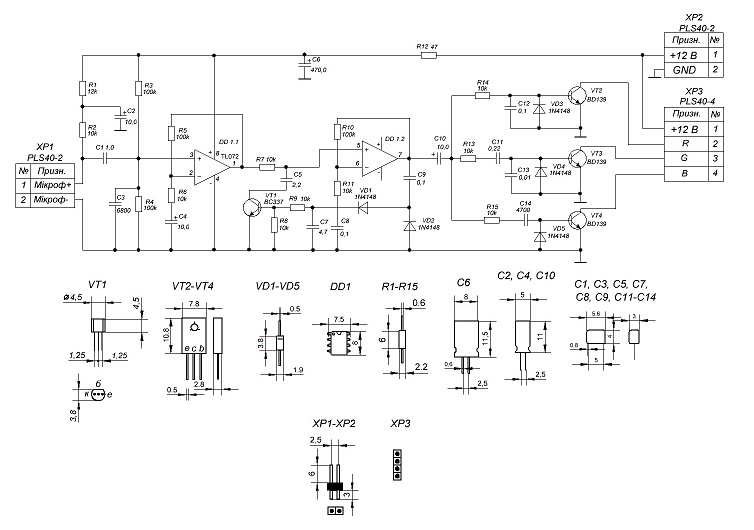 XP2
PLS40-2
Призн. №
+12 В 1
GND 2
XP3
PLS40-4
Призн. №
+12 В 1
R 2
G 3
B 4
XP1
PLS40-2
№ Призн.
1 Мікроф+
2 Мікроф-
R1
12k
R2
10k
C2
10,0
R3
100k
C1 1,0
C3
6800
R4
100k
R5
100k
R6
10k
C4
10,0
DD 1.1
TL072
3
2
8
1
4
C6
470,0
R12 47
R7 10k
C5
2,2
VT1
BC337
R8
10k
R9 10k
C7
4,7
C8
0,1
R10
100k
R11
10k
DD 1.2
5
6
7
VD1
1N4148
VD2
1N4148
C9
0,1
C10
10,0
R14
10k
C12
0,1
VD3
1N4148
VT2
BD139
R13
10k
C11
0,22
C13
0,01
VD4
1N4148
VT3
BD139
R15
10k
C14
4700
VD5
1N4148
VT4
BD139
VT1
ø 4,5
4,5
1,25 1,25
б
к е
3,8
VT2-VT4
7.8
10.8
e c b
0.5
2.8
VD1-VD5
0.5
3.8
1.9
DD1
7.5
8
R1-R15
0.6
6
2.2
C6
8
11,5
0.6
2,5
C2, C4, C10
5
11
2,5
C1, C3, C5, C7,
C8, C9, C11-C14
5.6
3
4
0.8
5
XP1-XP2
2,5
6
3
XP3